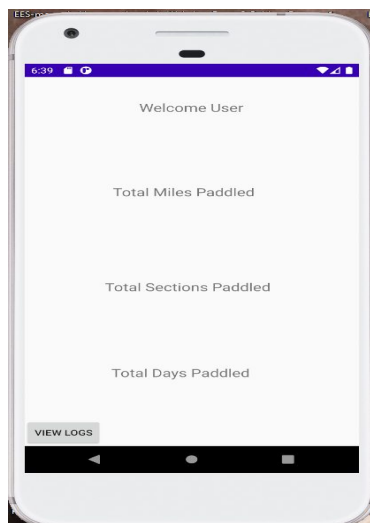 6:39
Welcome User
Total Miles Paddled
Total Sections Paddled
Total Days Paddled
VIEW LOGS